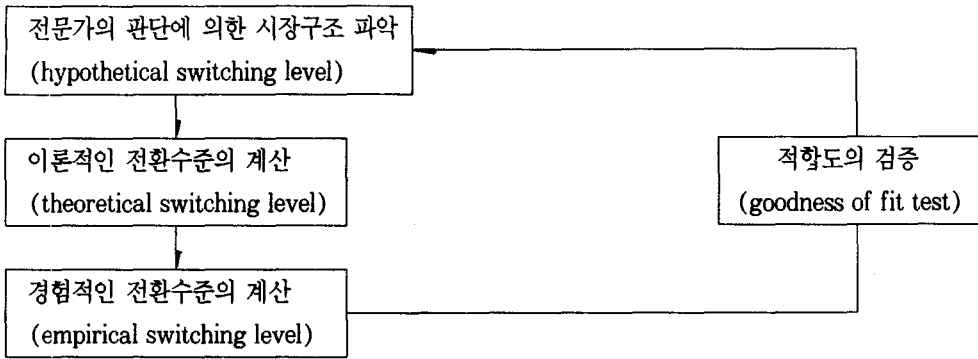 전문가의 판단에 의한 시장구조 파악
(hypothetical switching level)
이론적인 전환수준의 계산
(theoretical switching level)
적합도의 검증
(goodness of fit test)
경험적인 전환수준의 계산
(empirical switching level)